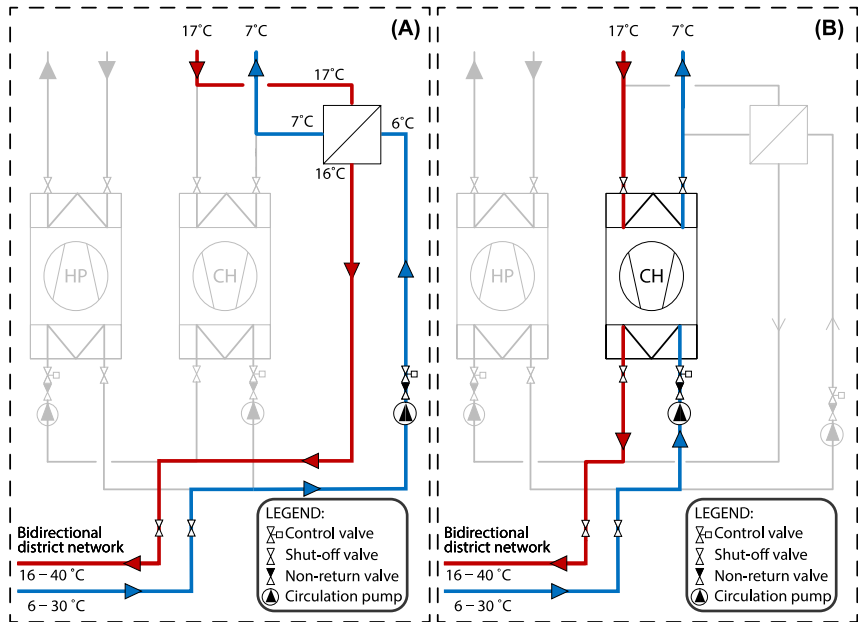 (A)
17˚C
7˚C
17˚C
7˚C
6˚C
16˚C
HP
CH
Bidirectional
district network
16 – 40 ˚C
6 – 30 ˚C
LEGEND:
Control valve
Shut-off valve
Non-return valve
Circulation pump
(B)
17˚C
7˚C
HP
CH
Bidirectional
district network
16 – 40 ˚C
6 – 30 ˚C
LEGEND:
Control valve
Shut-off valve
Non-return valve
Circulation pump